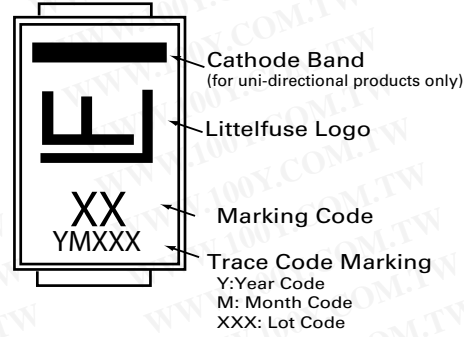 Cathode Band
(for uni-directional products only)
Littelfuse Logo
XX
YMXXX
Marking Code
Trace Code Marking
Y:Year Code
M: Month Code
XXX: Lot Code
WWW.100Y.COM.TW